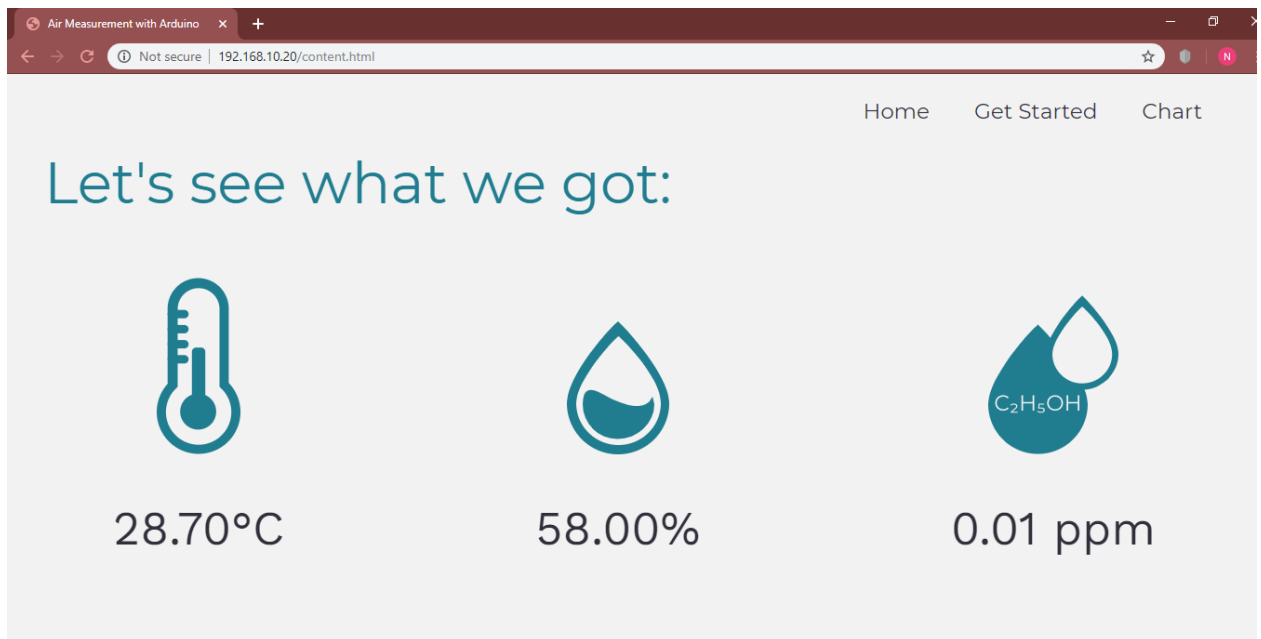 Air Measurement with Arduino
Not secure | 192.168.10.20/content.html
N
Home Get Started Chart
Let's see what we got:
C₂H₅OH
28.70°C 58.00% 0.01 ppm